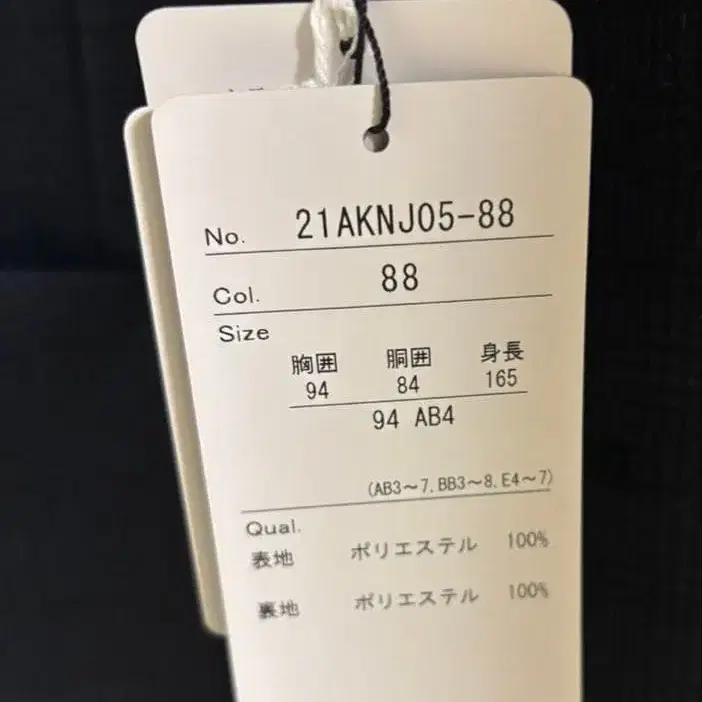 No. 21AKNJ05-88
Col. 88
Size
胸囲 胴囲 身長
94 84 165
94 AB4
(AB3～7.BB3～8.E4～7)
Qual.
表地 ポリエステル 100%
裏地 ポリエステル 100%